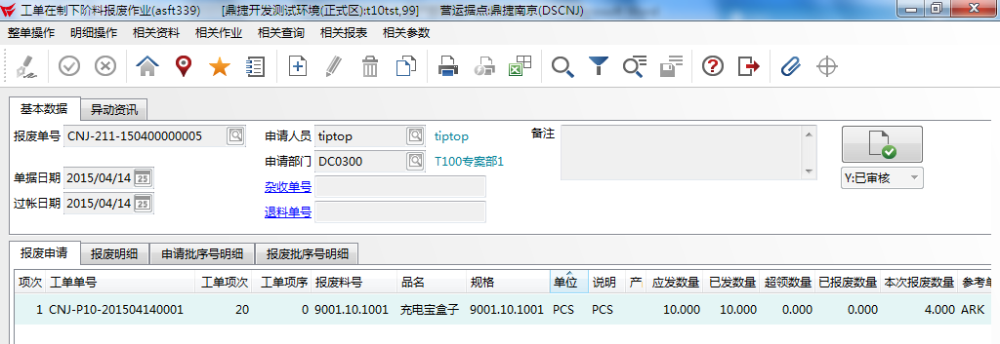 工单在制下阶料报废作业(asft339) [鼎捷开发测试环境(正式区):t10tst,99] 营运据点:鼎捷南京(DSCNJ)
整单操作 明细操作 相关资料 相关作业 相关查询 相关报表 相关参数
基本数据 异动资讯
报废单号 CNJ-211-150400000005 申请人员 tiptop tiptop 备注
申请部门 DC0300 T100专案部1
Y:已审核
单据日期 2015/04/14 25 杂收单号
过帐日期 2015/04/14 25 退料单号
报废申请 报废明细 申请批序号明细 报废批序号明细
项次 工单单号 工单项次 工单项序 报废料号 品名 规格 单位 说明 产 应发数量 已发数量 超领数量 已报废数量 本次报废数量 参考单
1 CNJ-P10-201504140001 20 0 9001.10.1001 充电宝盒子 9001.10.1001 PCS PCS 10.000 10.000 0.000 0.000 4.000 ARK